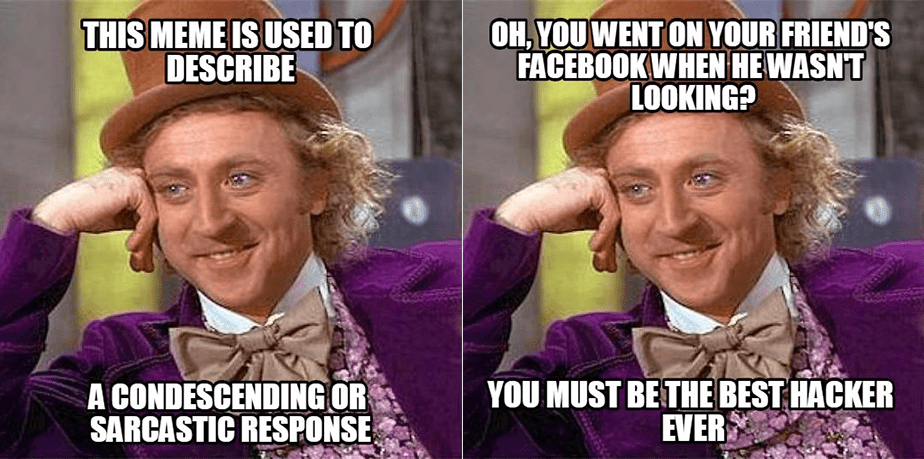 THIS MEME IS USED TO
DESCRIBE
A CONDESCENDING OR
SARCASTIC RESPONSE
OH, YOU WENT ON YOUR FRIEND'S
FACEBOOK WHEN HE WASN'T
LOOKING?
YOU MUST BE THE BEST HACKER
EVER